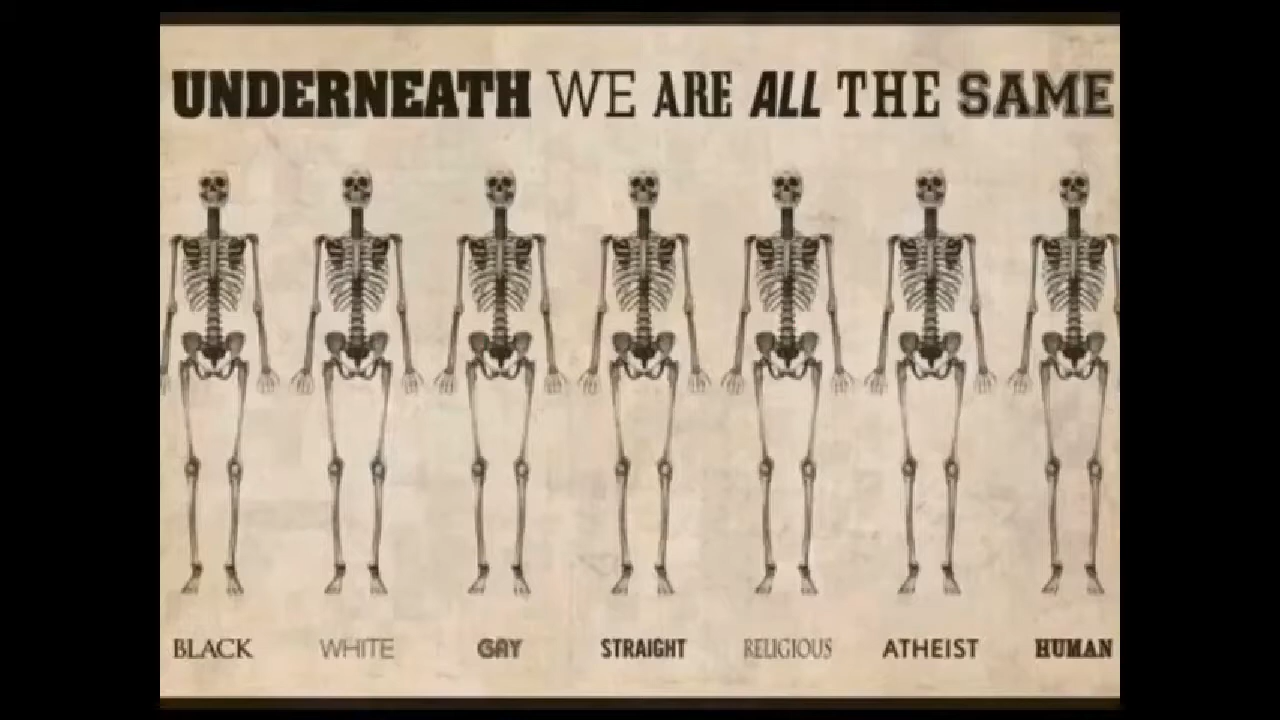 UNDERNEATH WE ARE ALL THE SAME
BLACK WHITE GAY STRAIGHT RELIGIOUS ATHEIST HUMAN